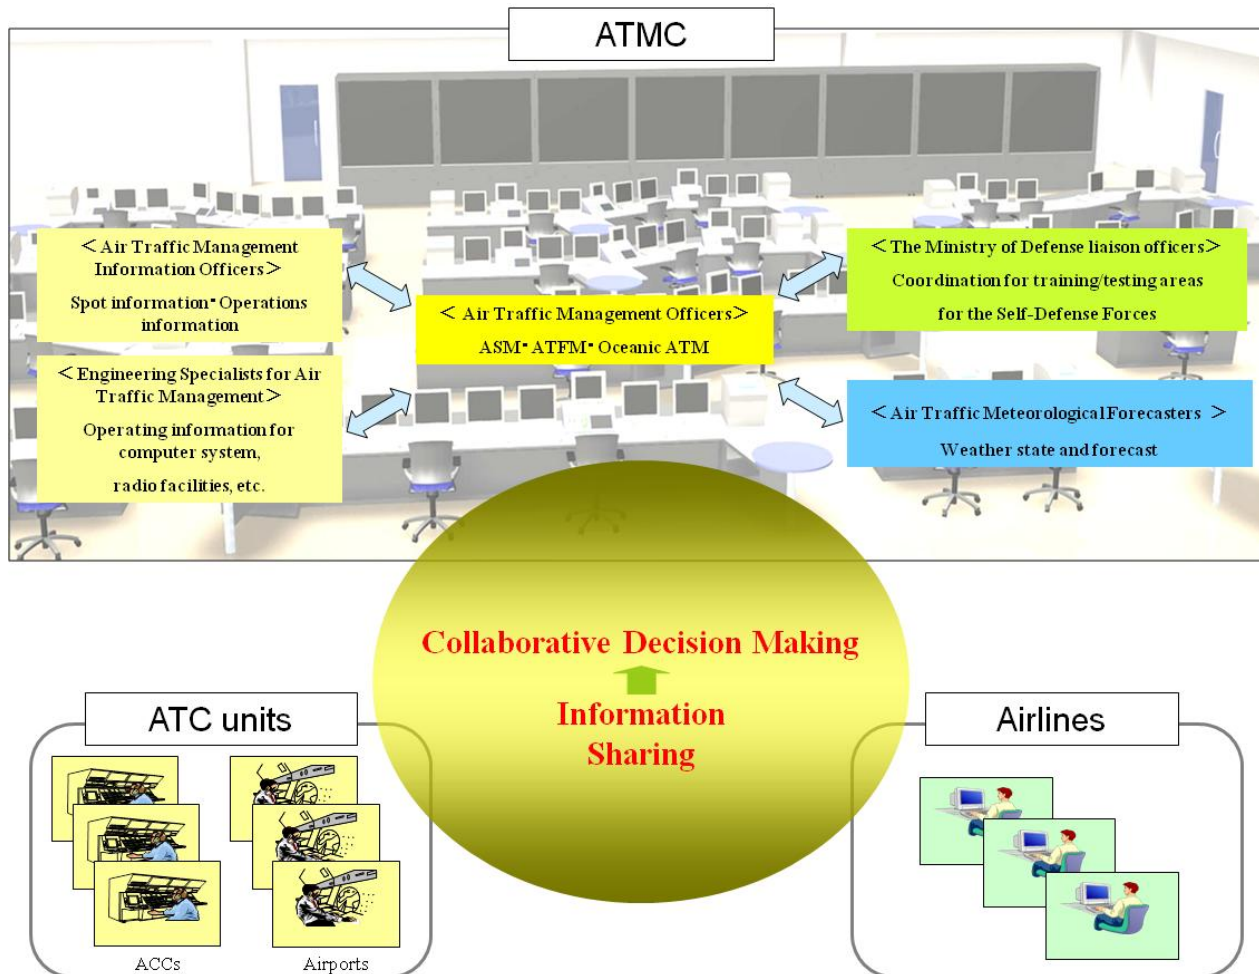 ATMC
＜Air Traffic Management
Information Officers＞
Spot information･Operations
information
＜Engineering Specialists for Air
Traffic Management＞
Operating information for
computer system,
radio facilities, etc.
＜Air Traffic Management Officers＞
ASM･ATFM･Oceanic ATM
＜The Ministry of Defense liaison officers＞
Coordination for training/testing areas
for the Self-Defense Forces
＜Air Traffic Meteorological Forecasters ＞
Weather state and forecast
Collaborative Decision Making
Information
Sharing
ATC units
ACCs
Airports
Airlines